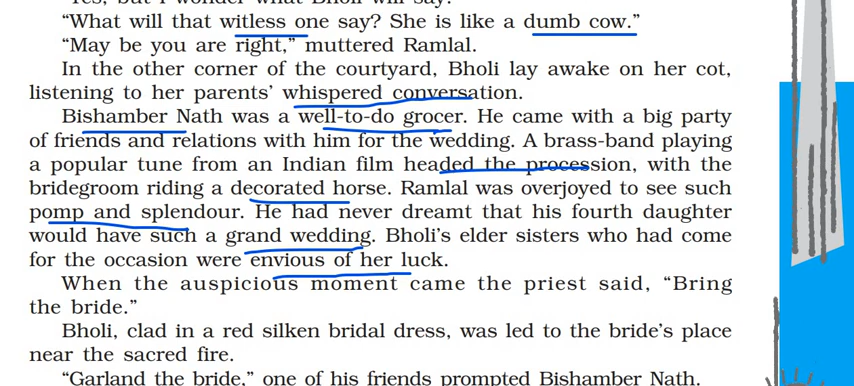 “Yes, but I wonder what Bholi will say.”
“What will that witless one say? She is like a dumb cow.”
“May be you are right,” muttered Ramlal.
In the other corner of the courtyard, Bholi lay awake on her cot,
listening to her parents’ whispered conversation.
Bishamber Nath was a well-to-do grocer. He came with a big party
of friends and relations with him for the wedding. A brass-band playing
a popular tune from an Indian film headed the procession, with the
bridegroom riding a decorated horse. Ramlal was overjoyed to see such
pomp and splendour. He had never dreamt that his fourth daughter
would have such a grand wedding. Bholi’s elder sisters who had come
for the occasion were envious of her luck.
When the auspicious moment came the priest said, “Bring
the bride.”
Bholi, clad in a red silken bridal dress, was led to the bride’s place
near the sacred fire.
“Garland the bride,” one of his friends prompted Bishamber Nath.